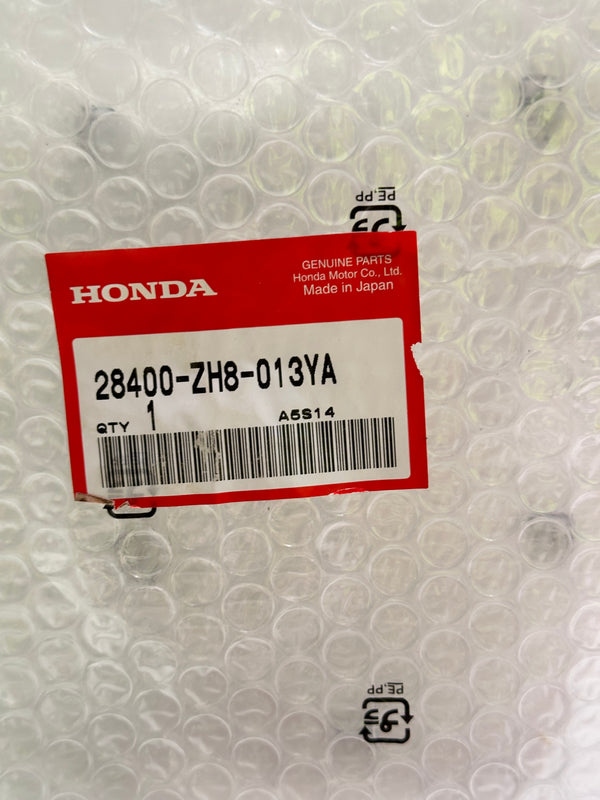 PE,PP
HONDA
GENUINE PARTS
Honda Motor Co., Ltd.
Made in Japan
28400-ZH8-013YA
QTY 1
A5S14
PE,PP